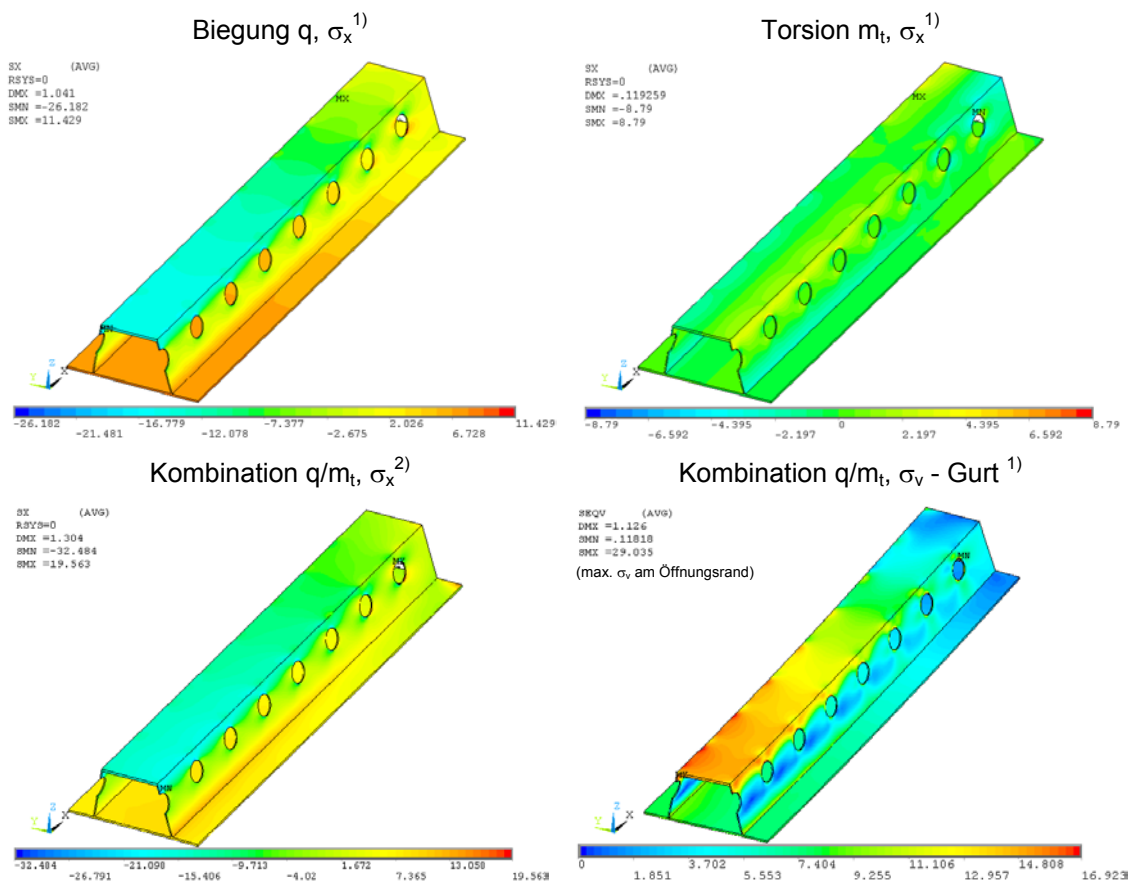 Biegung q, σx 1)
SX (AVG)
RSYS=0
DMX =1.041
SMN =-26.182
SMX =11.429
MX
MN
Y Z X
-26.182 -21.481 -16.779 -12.078 -7.377 -2.675 2.026 6.728 11.429
Torsion mt, σx 1)
SX (AVG)
RSYS=0
DMX =.119259
SMN =-8.79
SMX =8.79
MX
MN
Y Z X
-8.79 -6.592 -4.395 -2.197 0 2.197 4.395 6.592 8.79
Kombination q/mt, σx 2)
SX (AVG)
RSYS=0
DMX =1.304
SMN =-32.484
SMX =19.563
MX
MN
Y Z X
-32.484 -26.791 -21.098 -15.406 -9.713 -4.02 1.672 7.365 13.058 19.563
Kombination q/mt, σv - Gurt 1)
SEQV (AVG)
DMX =1.126
SMN =.11818
SMX =29.035
(max. σv am Öffnungsrand)
MN
MX
Y Z X
0 1.851 3.702 5.553 7.404 9.255 11.106 12.957 14.808 16.923